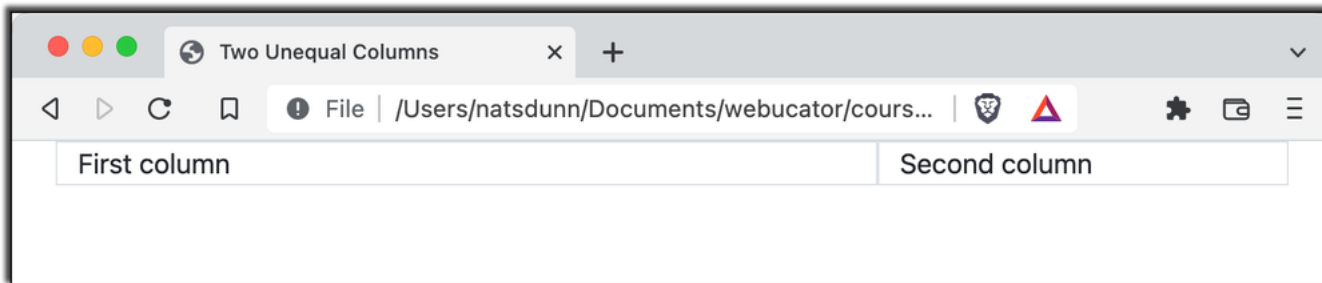 Two Unequal Columns
File /Users/natsdunn/Documents/webucator/cours...
First column Second column